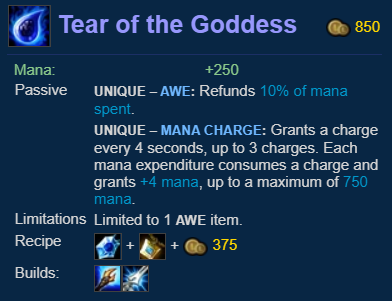 Tear of the Goddess 850
Mana: +250
Passive UNIQUE – AWE: Refunds 10% of mana
spent.
UNIQUE – MANA CHARGE: Grants a charge
every 4 seconds, up to 3 charges. Each
mana expenditure consumes a charge and
grants +4 mana, up to a maximum of 750
mana.
Limitations Limited to 1 AWE item.
Recipe + + 375
Builds: